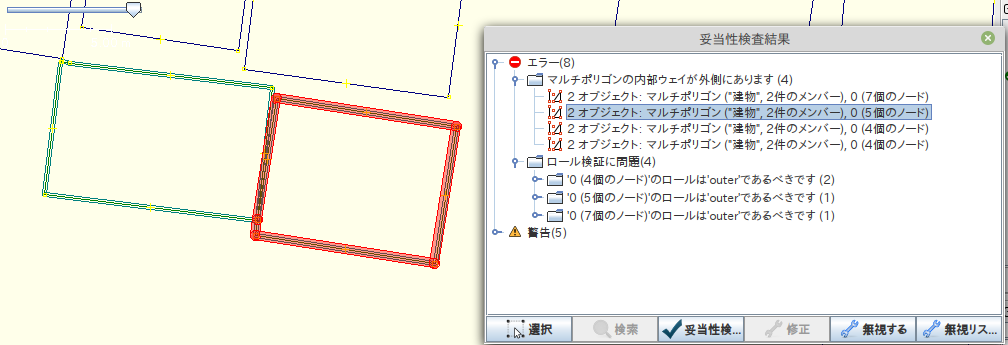 妥当性検査結果
エラー(8)
マルチポリゴンの内部ウェイが外側にあります (4)
2 オブジェクト: マルチポリゴン ("建物", 2件のメンバー), 0 (7個のノード)
2 オブジェクト: マルチポリゴン ("建物", 2件のメンバー), 0 (5個のノード)
2 オブジェクト: マルチポリゴン ("建物", 2件のメンバー), 0 (4個のノード)
2 オブジェクト: マルチポリゴン ("建物", 2件のメンバー), 0 (4個のノード)
ロール検証に問題(4)
'0 (4個のノード)'のロールは'outer'であるべきです (2)
'0 (5個のノード)'のロールは'outer'であるべきです (1)
'0 (7個のノード)'のロールは'outer'であるべきです (1)
警告(5)
選択 検索 妥当性検... 修正 無視する 無視リス...